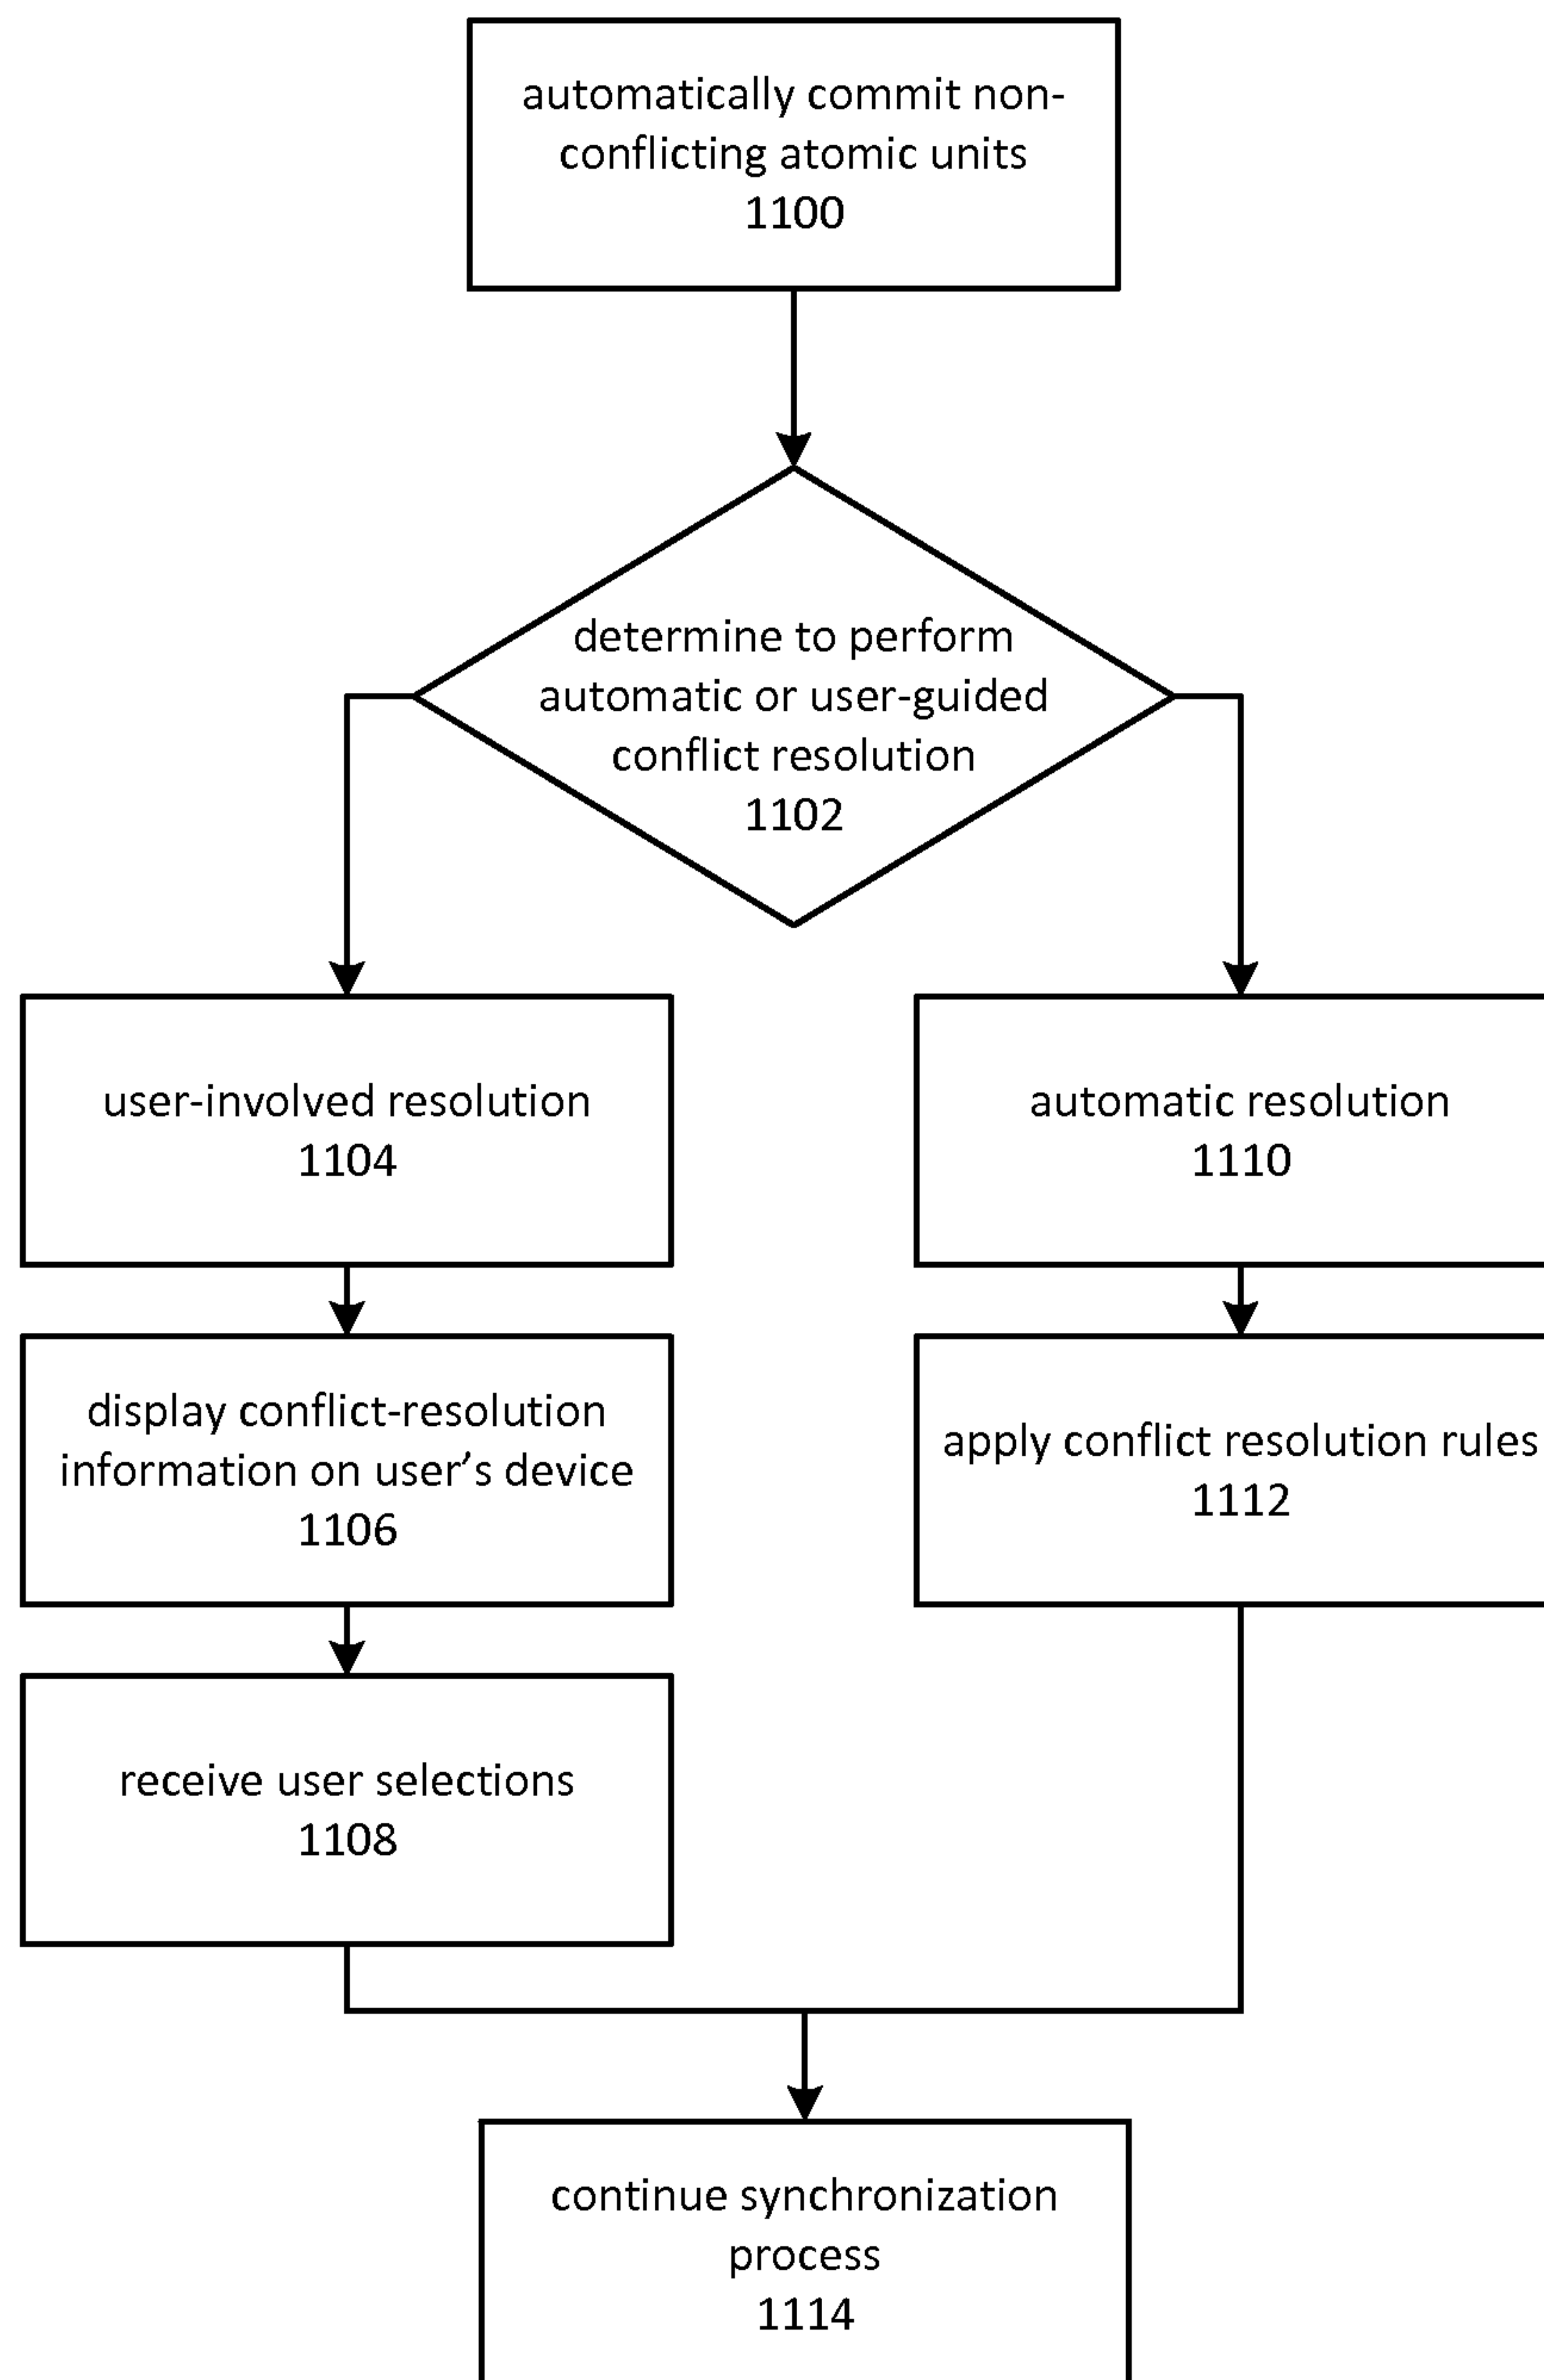 automatically commit non-
conflicting atomic units
1100
determine to perform
automatic or user-guided
conflict resolution
1102
user-involved resolution
1104
automatic resolution
1110
display conflict-resolution
information on user’s device
1106
apply conflict resolution rules
1112
receive user selections
1108
continue synchronization
process
1114